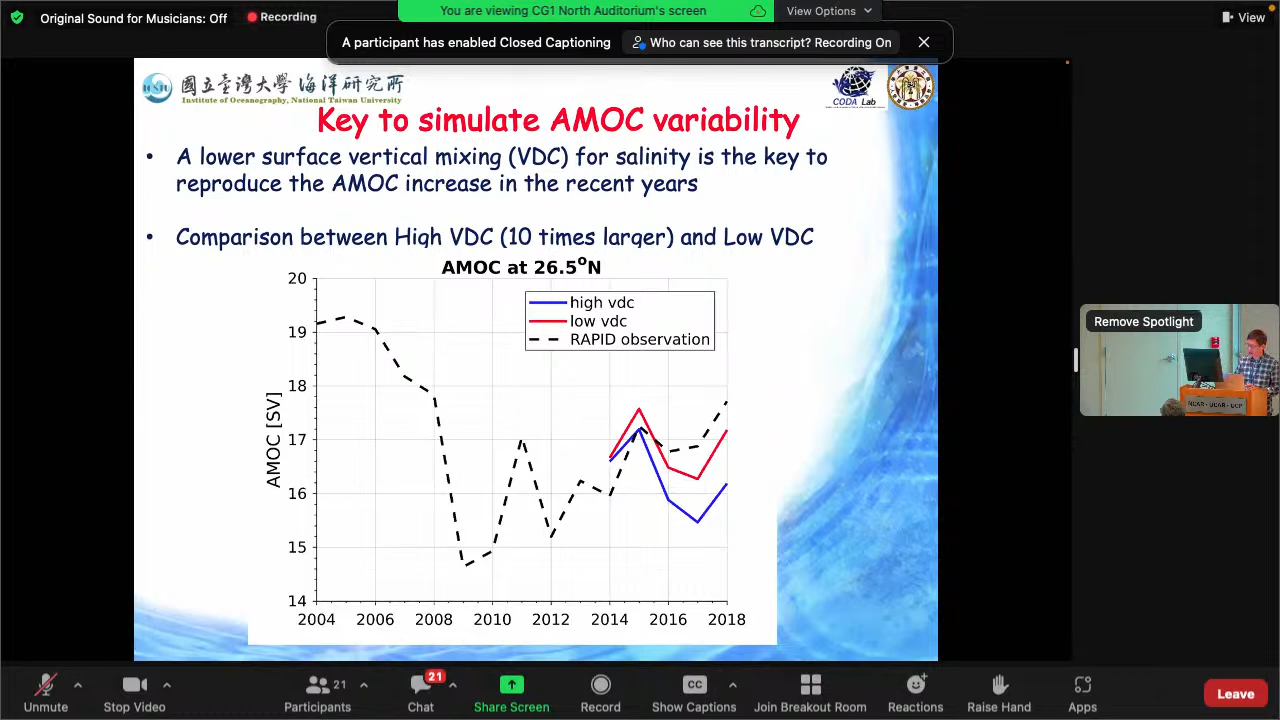 Original Sound for Musicians: Off
Recording
You are viewing CG1 North Auditorium's screen
View Options
View
A participant has enabled Closed Captioning
Who can see this transcript? Recording On
國立臺灣大學 海洋研究所
Institute of Oceanography, National Taiwan University
CODA Lab
Key to simulate AMOC variability
• A lower surface vertical mixing (VDC) for salinity is the key to
reproduce the AMOC increase in the recent years
• Comparison between High VDC (10 times larger) and Low VDC
AMOC at 26.5°N
high vdc
low vdc
RAPID observation
AMOC [SV]
20
19
18
17
16
15
14
2004 2006 2008 2010 2012 2014 2016 2018
Remove Spotlight
NCAR - UCAR - UCP
Unmute
Stop Video
21
Participants
21
Chat
Share Screen
Record
CC
Show Captions
Join Breakout Room
Reactions
Raise Hand
Apps
Leave